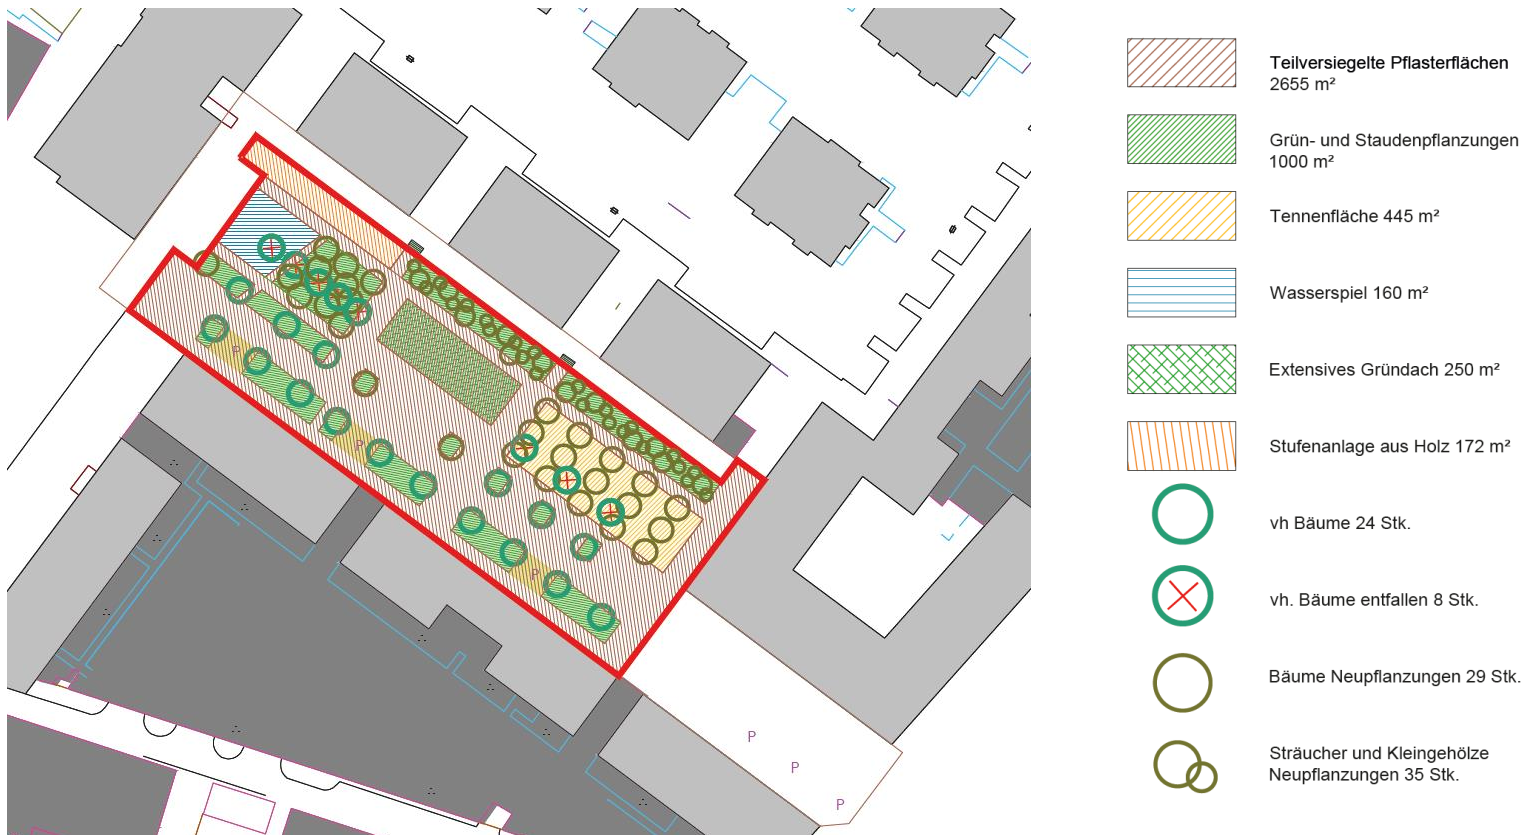 Teilversiegelte Pflasterflächen
2655 m²
Grün- und Staudenpflanzungen
1000 m²
Tennenfläche 445 m²
Wasserspiel 160 m²
Extensives Gründach 250 m²
Stufenanlage aus Holz 172 m²
vh Bäume 24 Stk.
vh. Bäume entfallen 8 Stk.
Bäume Neupflanzungen 29 Stk.
Sträucher und Kleingehölze
Neupflanzungen 35 Stk.
P
P
P
P
P
P